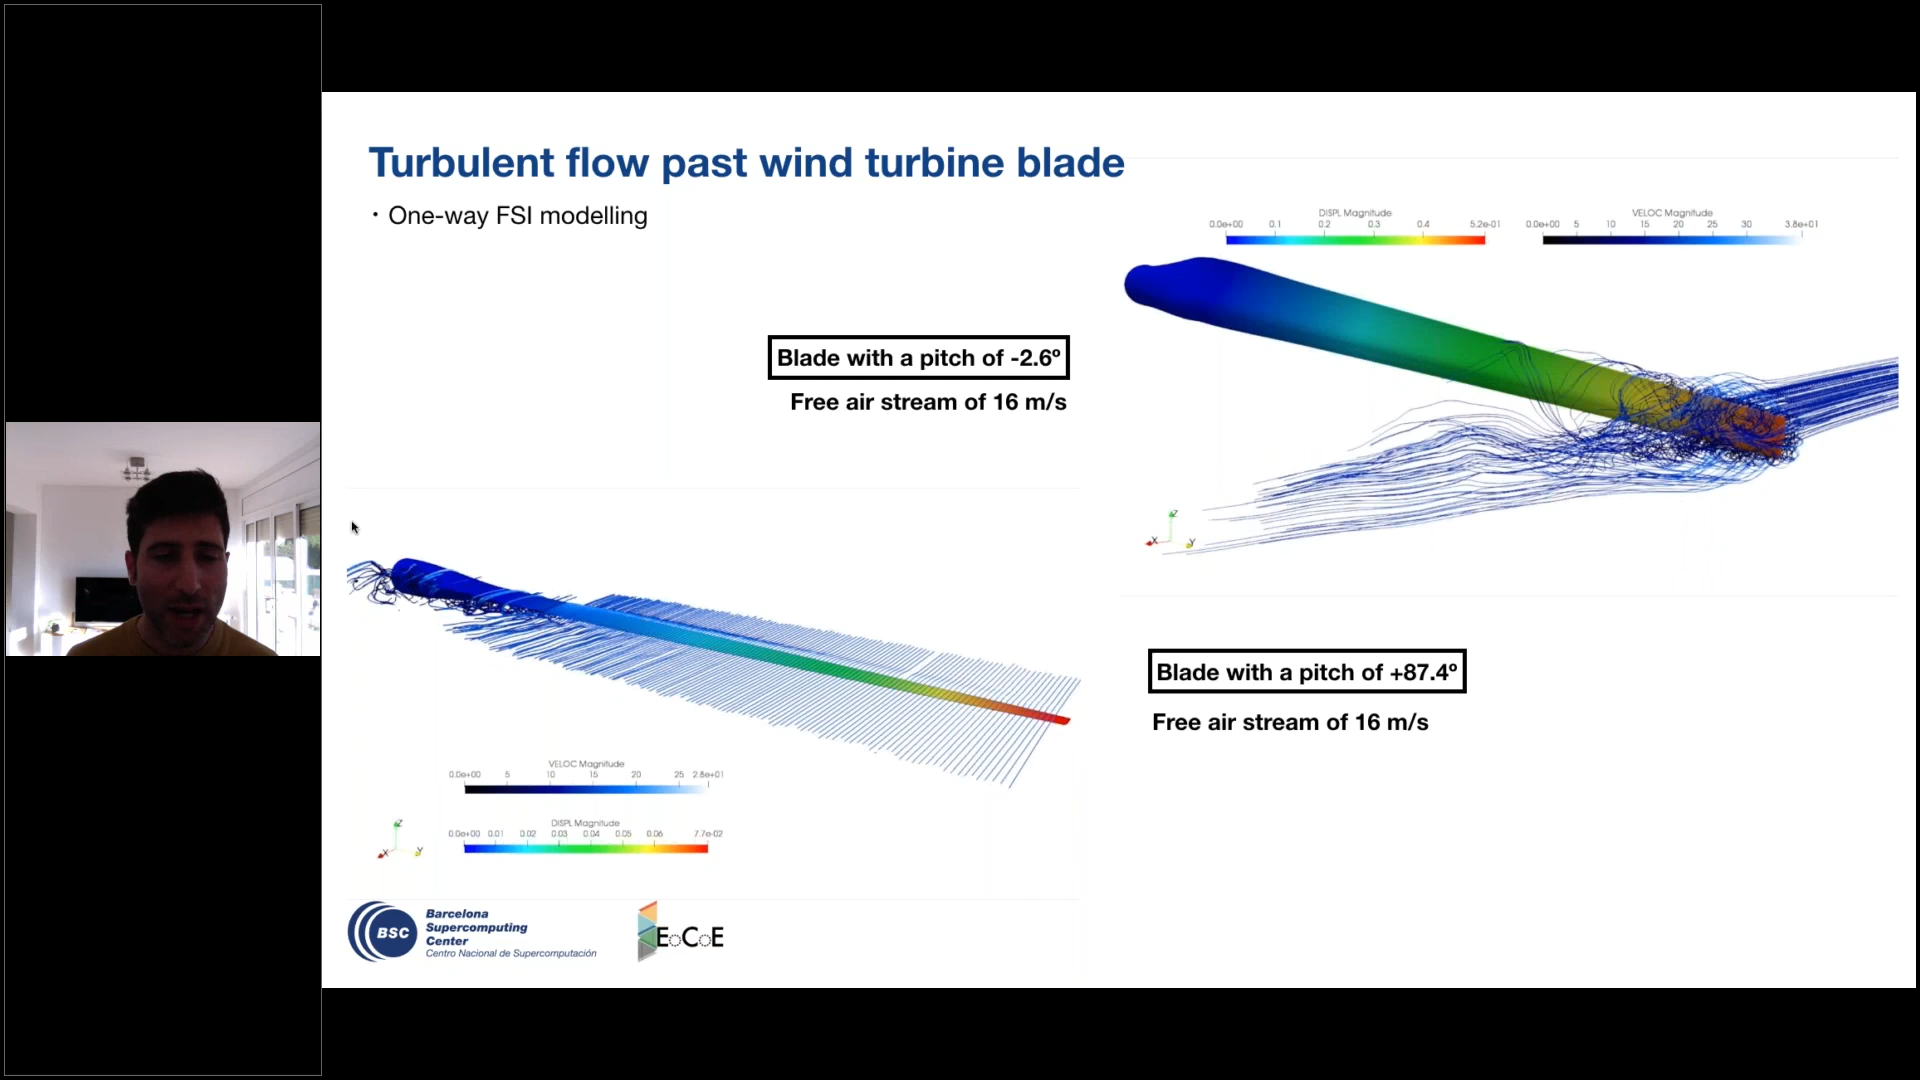 Turbulent flow past wind turbine blade
· One-way FSI modelling
DISPL Magnitude
0.0e+00 0.1 0.2 0.3 0.4 5.2e-01
VELOC Magnitude
0.0e+00 5 10 15 20 25 30 3.8e+01
Blade with a pitch of -2.6º
Free air stream of 16 m/s
Z
X
Y
Blade with a pitch of +87.4º
Free air stream of 16 m/s
VELOC Magnitude
0.0e+00 5 10 15 20 25 2.8e+01
DISPL Magnitude
0.0e+00 0.01 0.02 0.03 0.04 0.05 0.06 7.7e-02
Z
X
Y
BSC
Barcelona
Supercomputing
Center
Centro Nacional de Supercomputación
EoCoE